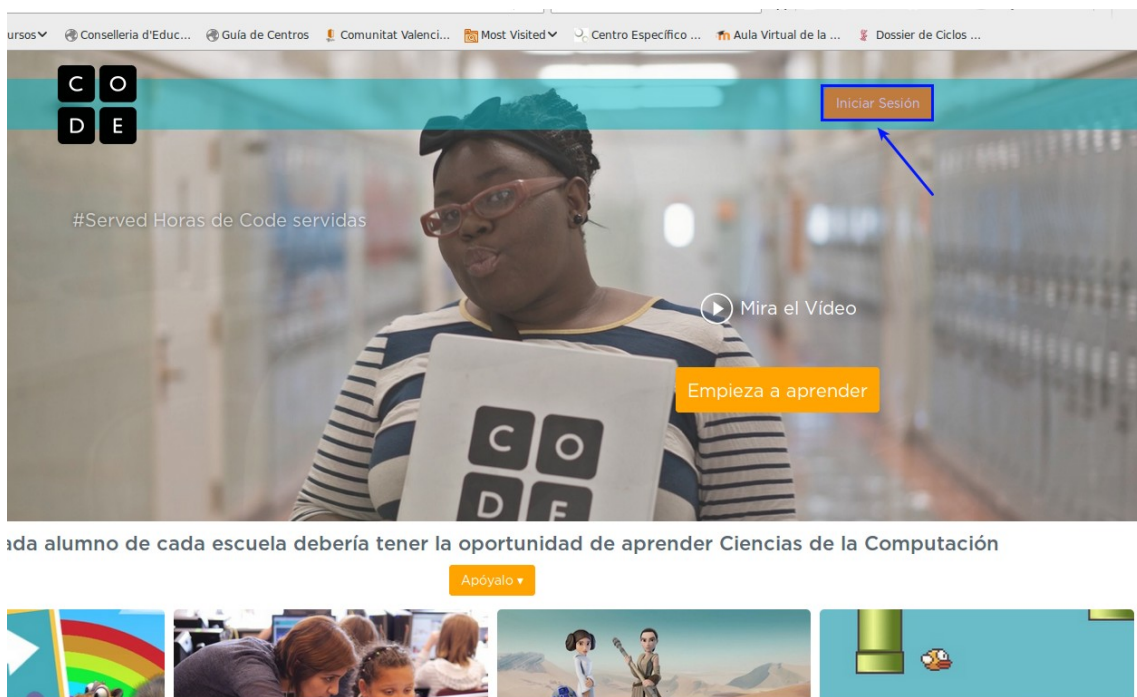 ursos
Conselleria d'Educ...
Guía de Centros
Comunitat Valenci...
Most Visited
Centro Específico ...
Aula Virtual de la ...
Dossier de Ciclos ...
C O
D E
Iniciar Sesión
#Served Horas de Code servidas
Mira el Vídeo
Empieza a aprender
C O
D E
ada alumno de cada escuela debería tener la oportunidad de aprender Ciencias de la Computación
Apóyalo